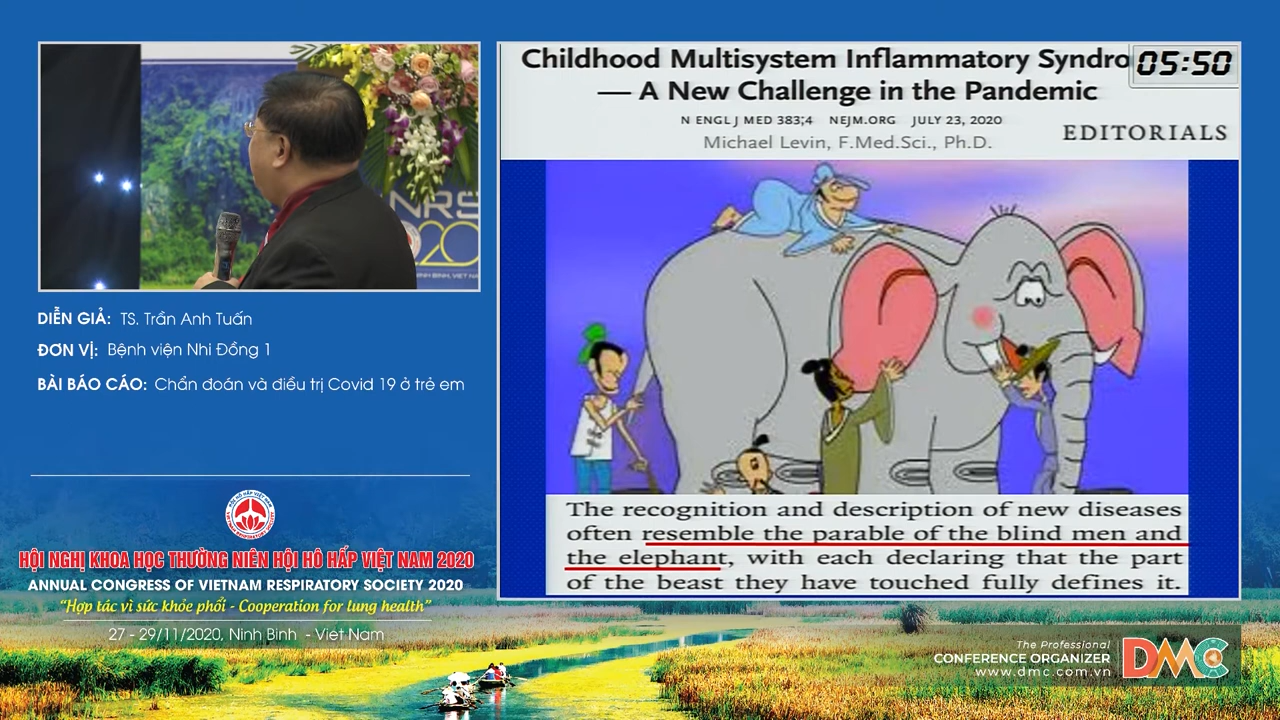 NRS
2020
NINH BINH, VIET NAM
DIỄN GIẢ: TS. Trần Anh Tuấn
ĐƠN VỊ: Bệnh viện Nhi Đồng 1
BÀI BÁO CÁO: Chẩn đoán và điều trị Covid 19 ở trẻ em
HỘI NGHỊ KHOA HỌC THƯỜNG NIÊN HỘI HÔ HẤP VIỆT NAM 2020
ANNUAL CONGRESS OF VIETNAM RESPIRATORY SOCIETY 2020
“Hợp tác vì sức khỏe phổi - Cooperation for lung health”
27 - 29/11/2020, Ninh Bình - Việt Nam
Childhood Multisystem Inflammatory Syndro
05:50
— A New Challenge in the Pandemic
N ENGL J MED 383;4 NEJM.ORG JULY 23, 2020
EDITORIALS
Michael Levin, F.Med.Sci., Ph.D.
The recognition and description of new diseases
often resemble the parable of the blind men and
the elephant, with each declaring that the part
of the beast they have touched fully defines it.
The Professional
CONFERENCE ORGANIZER
www.dmc.com.vn
DMC